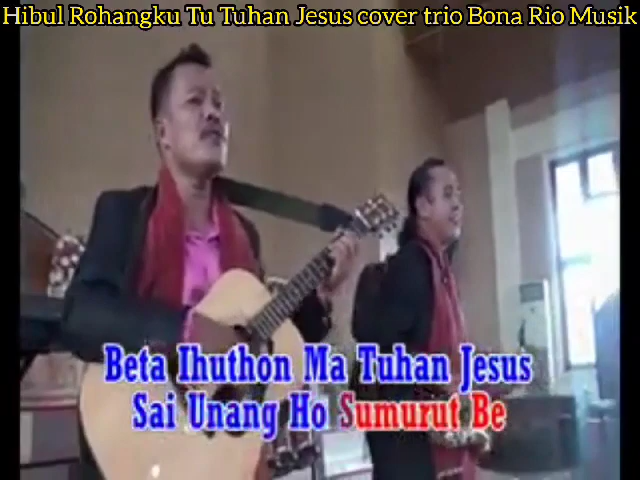 Hibul Rohangku Tu Tuhan Jesus cover trio Bona Rio Musik
Beta Ihuthon Ma Tuhan Jesus
Sai Unang Ho Sumurut Be